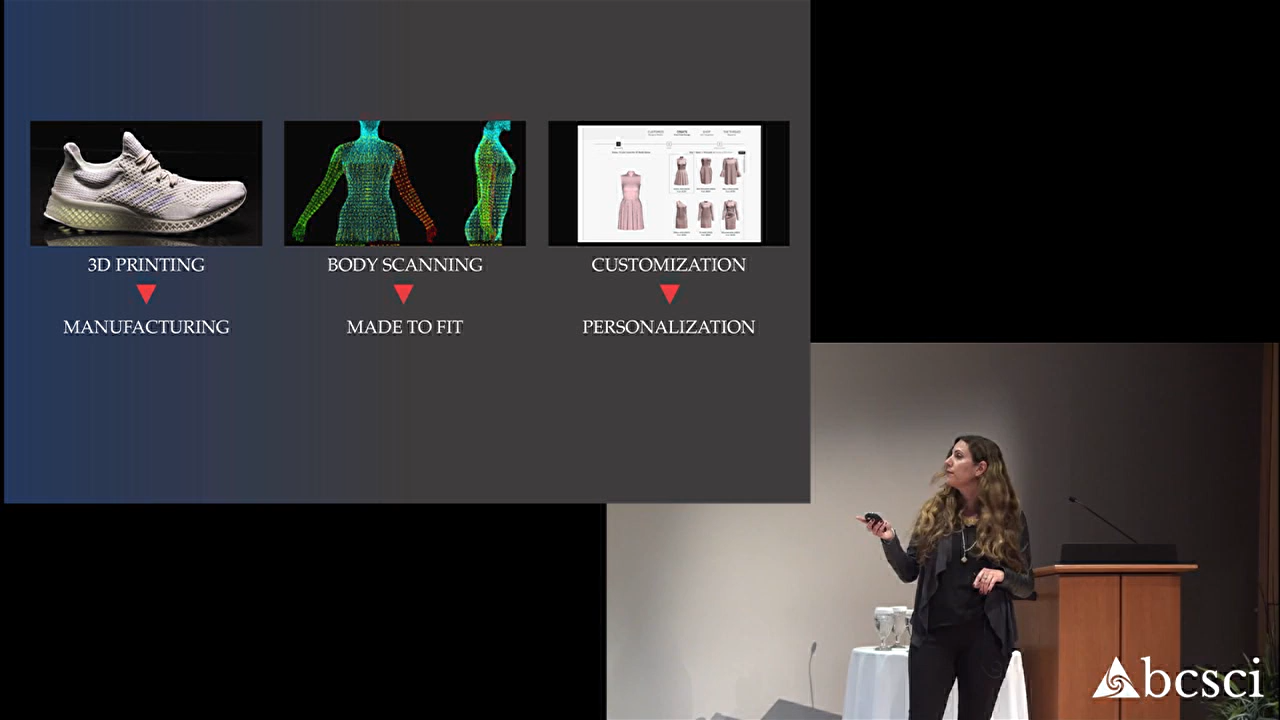 3D PRINTING
MANUFACTURING
BODY SCANNING
MADE TO FIT
CUSTOMIZATION
PERSONALIZATION
bcsci